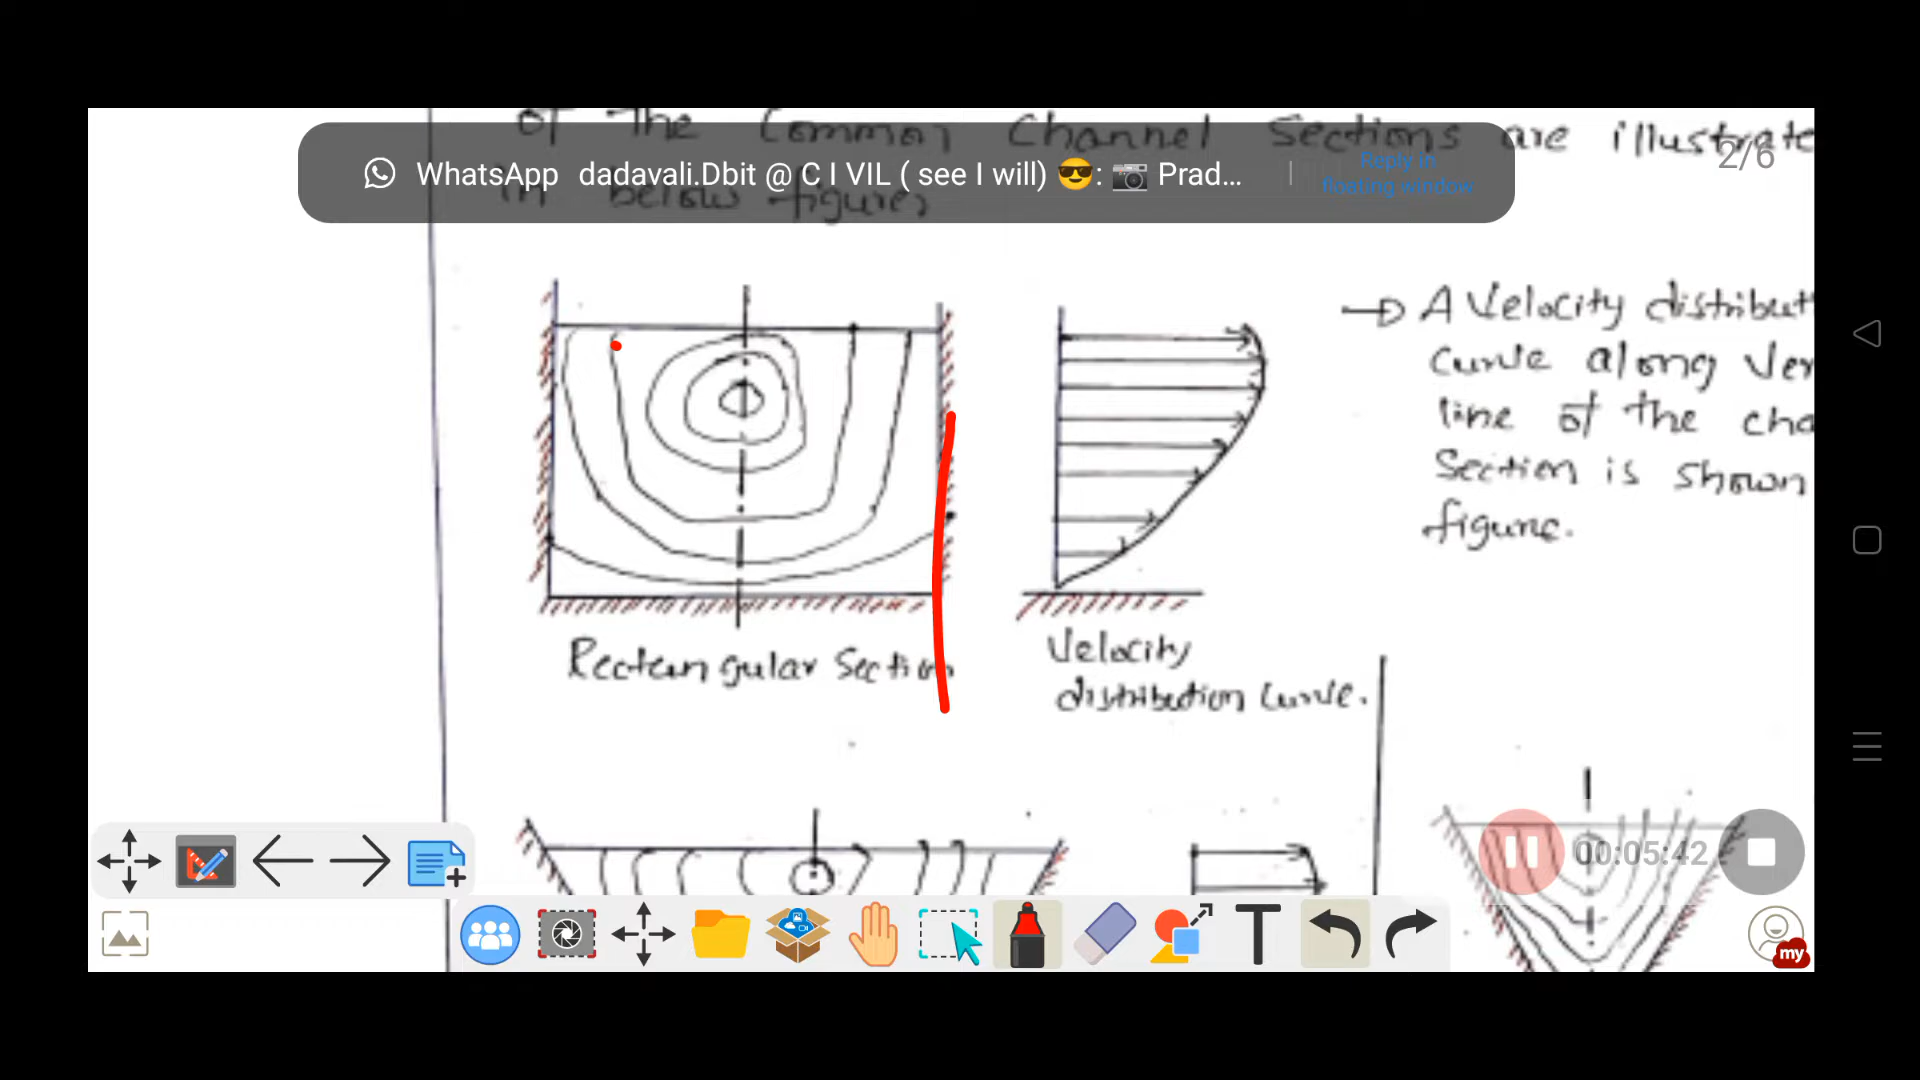 of the Common Channel Sections are illustrate
2/6
WhatsApp dadavali.Dbit @ C I VIL ( see I will) 😎: 📷 Prad...
Reply in
floating window
in below figures
→ A Velocity distribut
Curve along Ver
line of the cha
Section is shown
figure.
Rectangular Section
Velocity
distribution Curve.
00:05:42
T
my